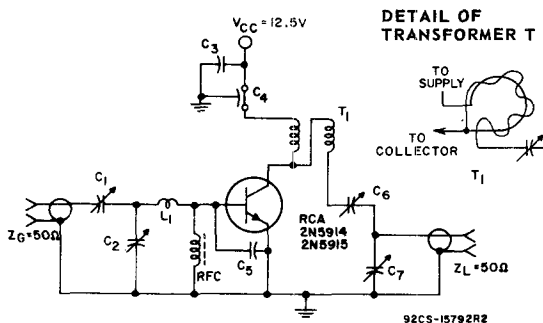 DETAIL OF
TRANSFORMER T
VCC = 12.5V
C3
C4
T1
TO
SUPPLY
TO
COLLECTOR
T1
C1
L1
C6
RCA
2N5914
2N5915
ZG=50Ω
C2
RFC
C5
C7
ZL=50Ω
92CS-15792R2